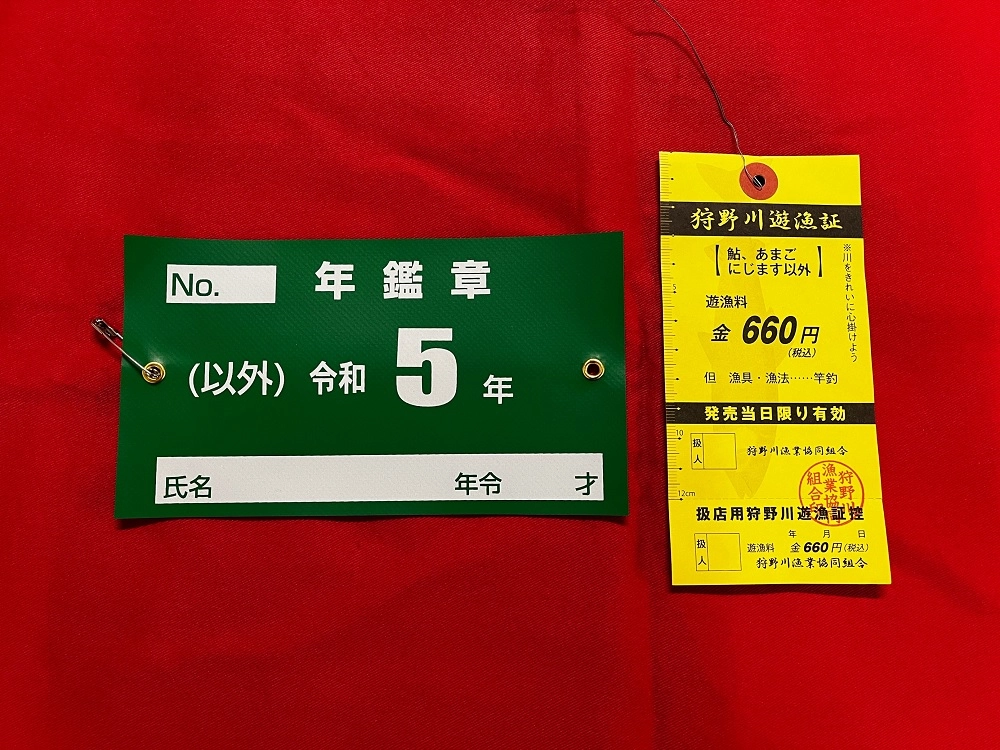 No.
年鑑章
(以外) 令和 5 年
氏名 年令 才
狩野川遊漁証
【鮎、あまご
にじます以外】
※川をきれいに心掛けよう
遊漁料
金 660円
(税込)
但 漁具・漁法……竿釣
5
発売当日限り有効
10
扱人
狩野川漁業協同組合
12cm
狩野川
漁業協同
組合印
扱店用狩野川遊漁証控
年 月 日
扱人
遊漁料 金660円(税込)
狩野川漁業協同組合